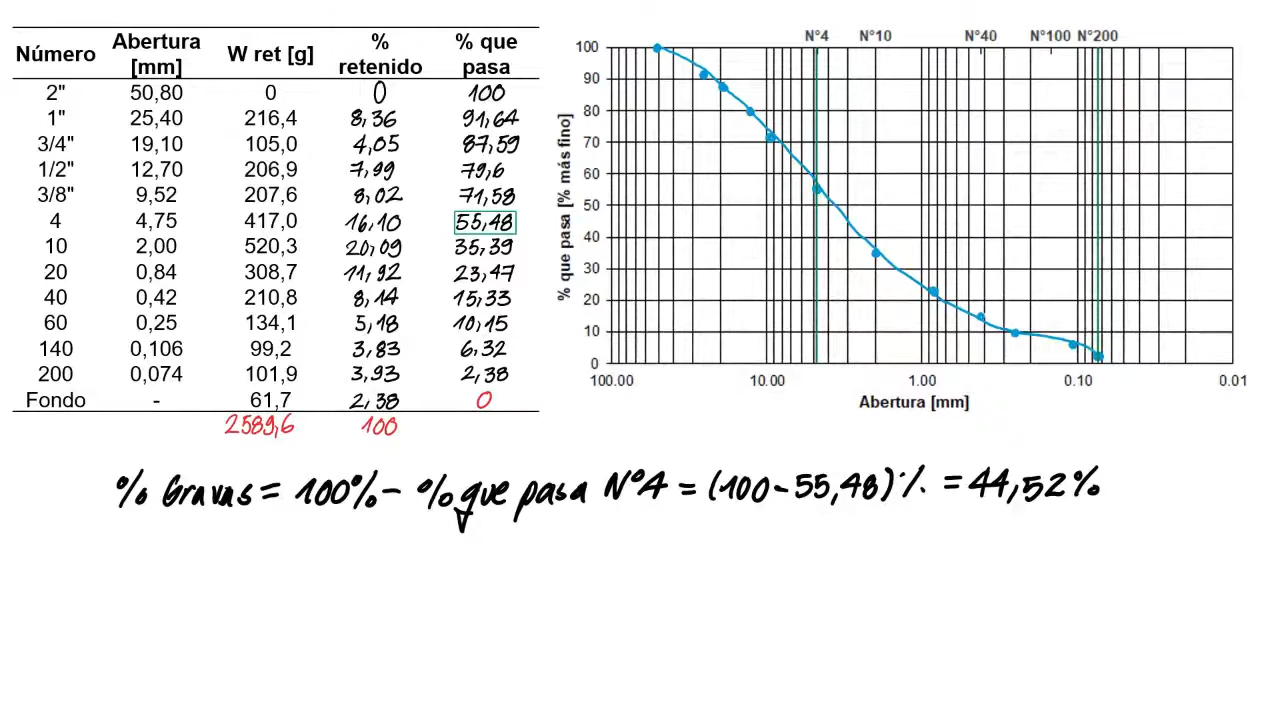 Número Abertura [mm] W ret [g] % retenido % que pasa
2" 50,80 0 0 100
1" 25,40 216,4 8,36 91,64
3/4" 19,10 105,0 4,05 87,59
1/2" 12,70 206,9 7,99 79,6
3/8" 9,52 207,6 8,02 71,58
4 4,75 417,0 16,10 55,48
10 2,00 520,3 20,09 35,39
20 0,84 308,7 11,92 23,47
40 0,42 210,8 8,14 15,33
60 0,25 134,1 5,18 10,15
140 0,106 99,2 3,83 6,32
200 0,074 101,9 3,93 2,38
Fondo - 61,7 2,38 0
2589,6 100
N°4 N°10 N°40 N°100 N°200
% que pasa [% más fino]
100
90
80
70
60
50
40
30
20
10
0
100.00 10.00 1.00 0.10 0.01
Abertura [mm]
% Gravas = 100% - % que pasa N°4 = (100 - 55,48) % = 44,52%